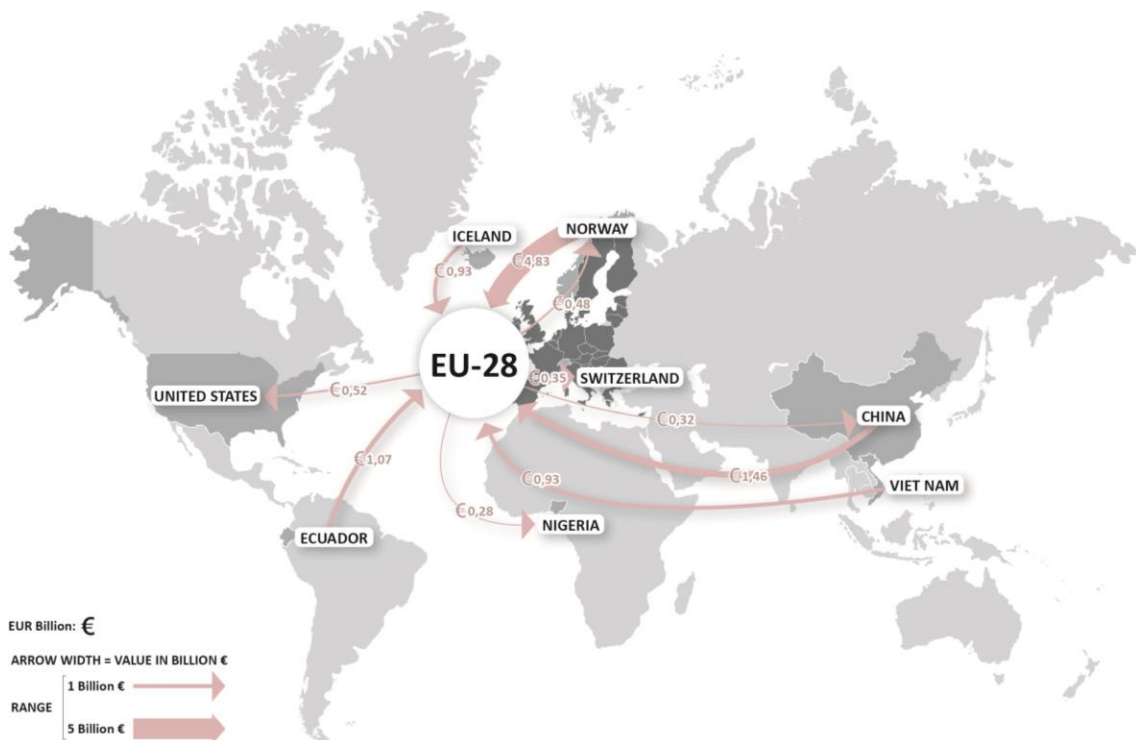 ICELAND
NORWAY
€0,93
€4,83
€0,48
EU-28
€0,35
SWITZERLAND
UNITED STATES
€0,52
€0,32
CHINA
€1,07
€0,93
€1,46
VIET NAM
€0,28
NIGERIA
ECUADOR
EUR Billion: €
ARROW WIDTH = VALUE IN BILLION €
1 Billion €
RANGE
5 Billion €